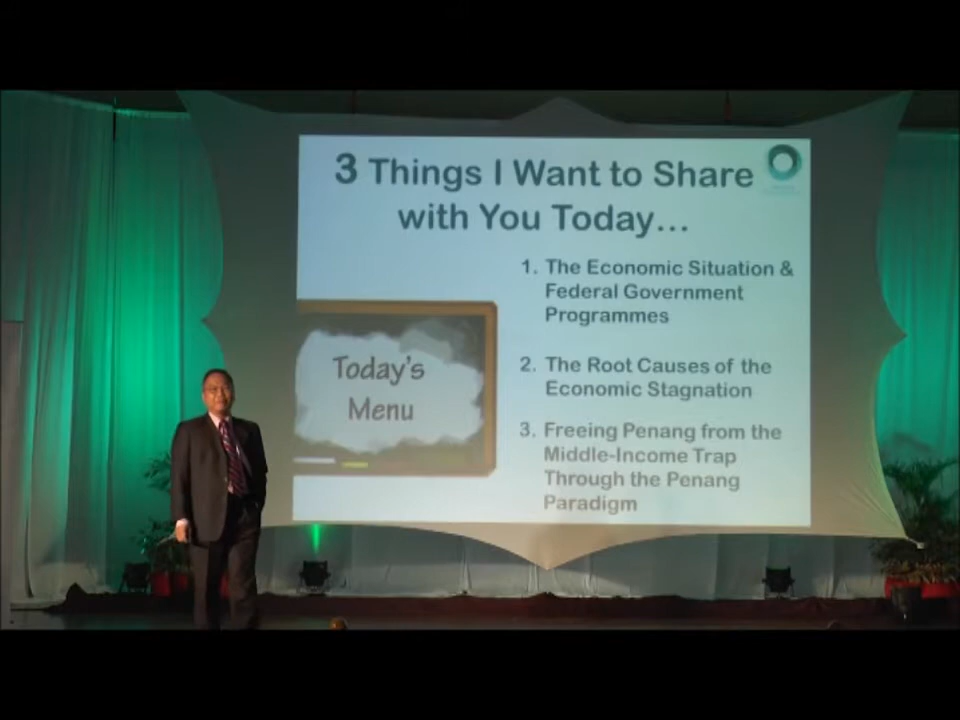 3 Things I Want to Share
with You Today...
1. The Economic Situation &
Federal Government
Programmes
Today's
Menu
2. The Root Causes of the
Economic Stagnation
3. Freeing Penang from the
Middle-Income Trap
Through the Penang
Paradigm